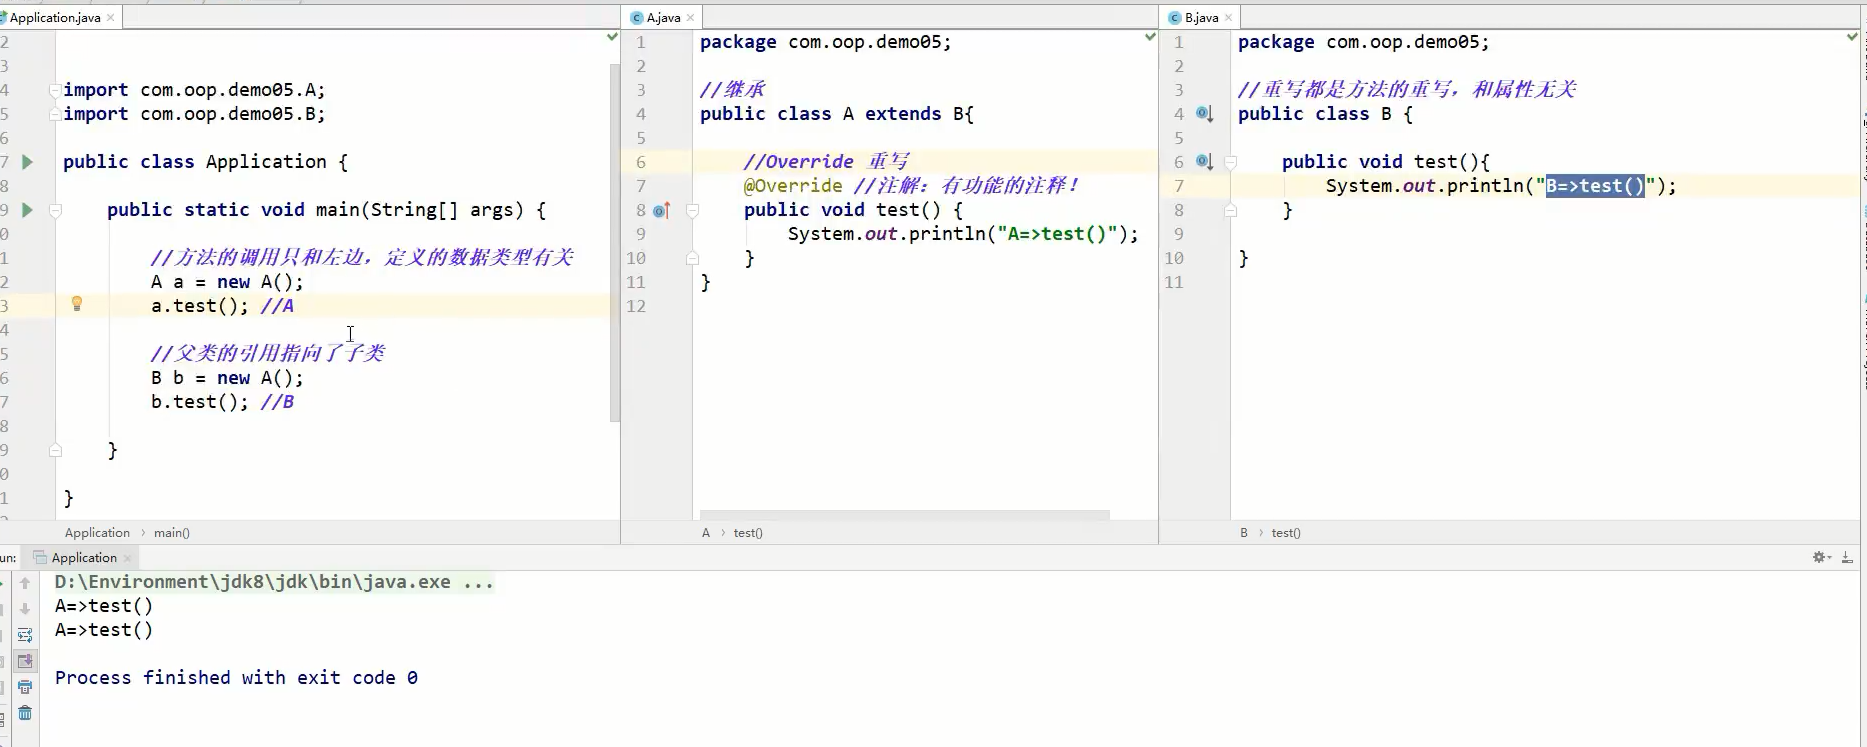 Application.java
2
3
4 import com.oop.demo05.A;
5 import com.oop.demo05.B;
6
7 public class Application {
8
9 public static void main(String[] args) {
0
1 //方法的调用只和左边，定义的数据类型有关
2 A a = new A();
3 a.test(); //A
4
5 //父类的引用指向了子类
6 B b = new A();
7 b.test(); //B
8
9 }
0
1 }
Application › main()
A.java
1 package com.oop.demo05;
2
3 //继承
4 public class A extends B{
5
6 //Override 重写
7 @Override //注解：有功能的注释！
8 public void test() {
9 System.out.println("A=>test()");
10 }
11 }
12
A › test()
B.java
1 package com.oop.demo05;
2
3 //重写都是方法的重写，和属性无关
4 public class B {
5
6 public void test(){
7 System.out.println("B=>test()");
8 }
9
10 }
11
B › test()
un: Application
D:\Environment\jdk8\jdk\bin\java.exe ...
A=>test()
A=>test()
Process finished with exit code 0